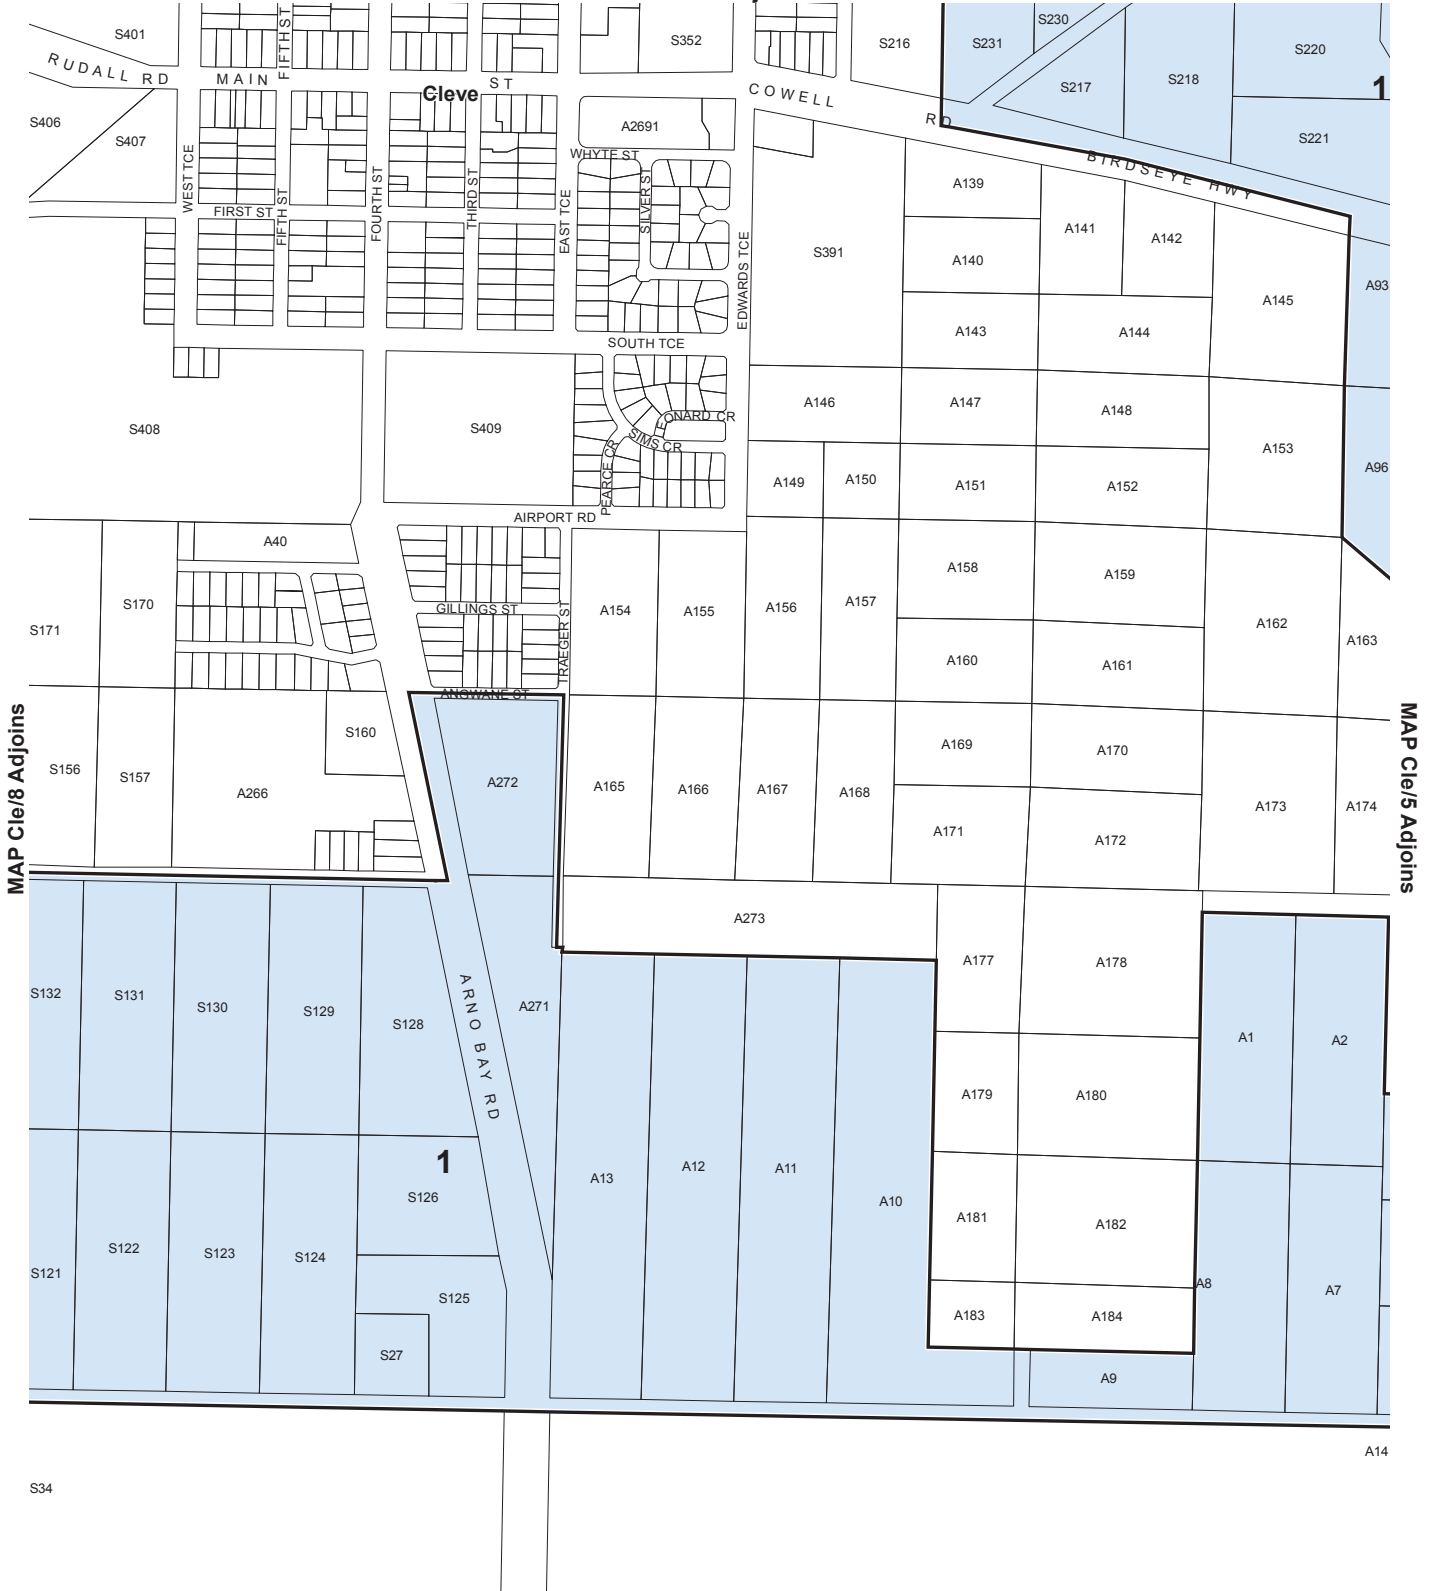 S401
FIFTH ST
S352
S216
S231
S230
S220
RUDALL RD
MAIN
ST
Cleve
COWELL
RD
S217
S218
1
S406
S407
A2691
S221
WHYTE ST
BIRDSEYE HWY
WEST TCE
FIRST ST
FIFTH ST
FOURTH ST
THIRD ST
EAST TCE
SILVER ST
EDWARDS TCE
A139
A141
A142
S391
A140
A145
A93
A143
A144
SOUTH TCE
S408
S409
A146
A147
A148
ONARD CR
SIMS CR
PEARCE CR
A153
A96
A149
A150
A151
A152
AIRPORT RD
A40
A158
A159
S170
GILLINGS ST
TRAEGER ST
A154
A155
A156
A157
A162
S171
A163
A160
A161
ANGWANE ST
MAP Cle/8 Adjoins
MAP Cle/5 Adjoins
S160
A169
A170
S156
S157
A272
A165
A166
A167
A168
A266
A173
A174
A171
A172
A273
A177
A178
S132
S131
S130
S129
S128
ARNO BAY RD
A271
A1
A2
A179
A180
1
A13
A12
A11
A10
S126
A181
A182
S121
S122
S123
S124
S125
A8
A7
A183
A184
S27
A9
A14
S34